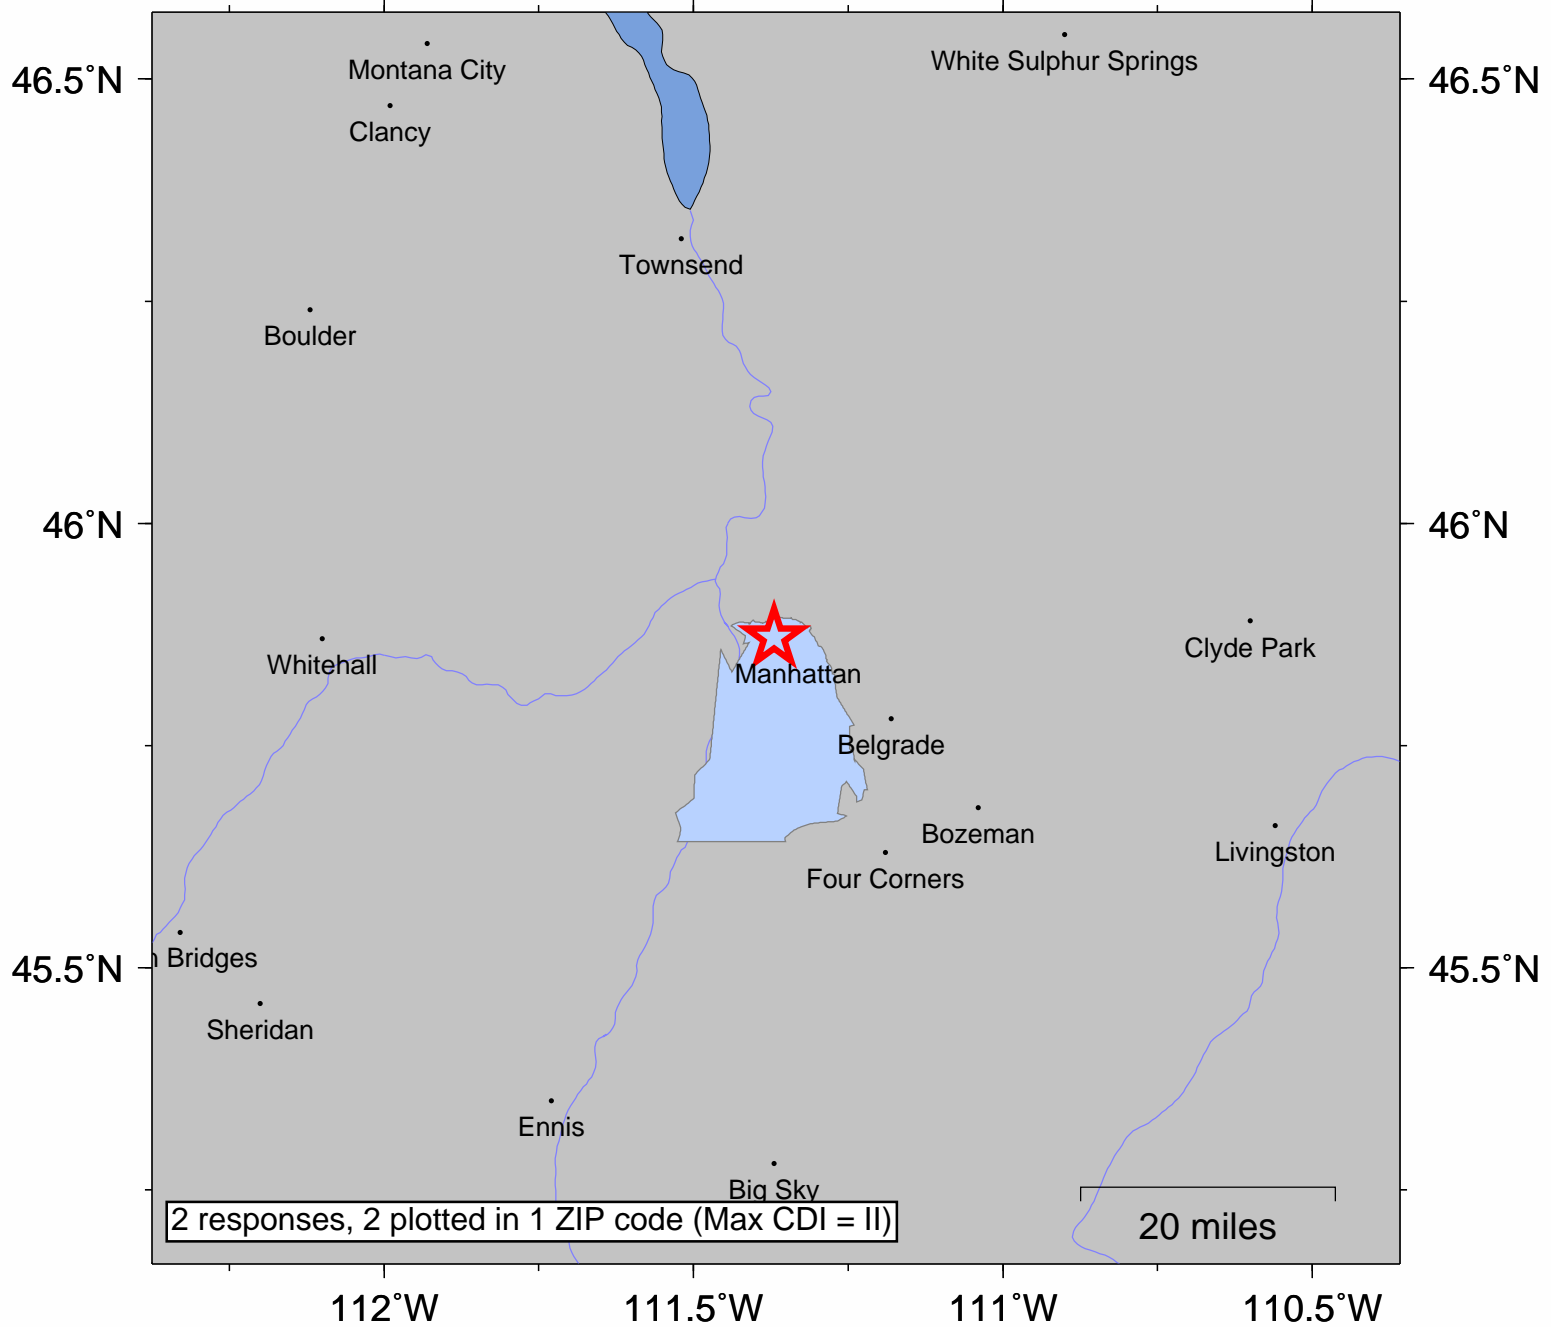 Montana City
White Sulphur Springs
46.5°N
46.5°N
Clancy
Townsend
Boulder
46°N
46°N
Clyde Park
Whitehall
Manhattan
Belgrade
Bozeman
Livingston
Four Corners
n Bridges
45.5°N
45.5°N
Sheridan
Ennis
Big Sky
2 responses, 2 plotted in 1 ZIP code (Max CDI = II)
20 miles
112°W
111.5°W
111°W
110.5°W